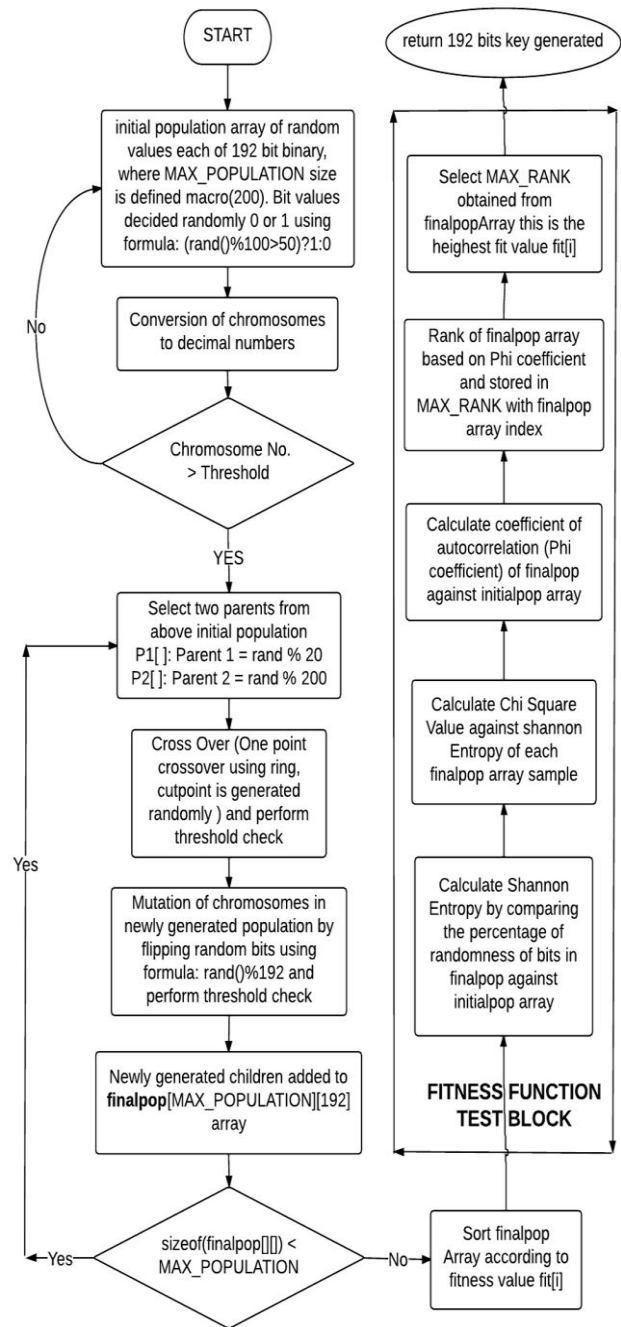 START
initial population array of random
values each of 192 bit binary,
where MAX_POPULATION size
is defined macro(200). Bit values
decided randomly 0 or 1 using
formula: (rand()%100>50)?1:0
No
Conversion of chromosomes
to decimal numbers
Chromosome No.
> Threshold
YES
Select two parents from
above initial population
P1[ ]: Parent 1 = rand % 20
P2[ ]: Parent 2 = rand % 200
Cross Over (One point
crossover using ring,
cutpoint is generated
randomly ) and perform
threshold check
Yes
Mutation of chromosomes in
newly generated population by
flipping random bits using
formula: rand()%192 and
perform threshold check
Newly generated children added to
finalpop[MAX_POPULATION][192]
array
sizeof(finalpop[][]) <
MAX_POPULATION
Yes
No
Sort finalpop
Array according to
fitness value fit[i]
FITNESS FUNCTION
TEST BLOCK
Calculate Shannon
Entropy by comparing
the percentage of
randomness of bits in
finalpop against
initialpop array
Calculate Chi Square
Value against shannon
Entropy of each
finalpop array sample
Calculate coefficient of
autocorrelation (Phi
coefficient) of finalpop
against initialpop array
Rank of finalpop array
based on Phi coefficient
and stored in
MAX_RANK with finalpop
array index
Select MAX_RANK
obtained from
finalpopArray this is the
heighest fit value fit[i]
return 192 bits key generated